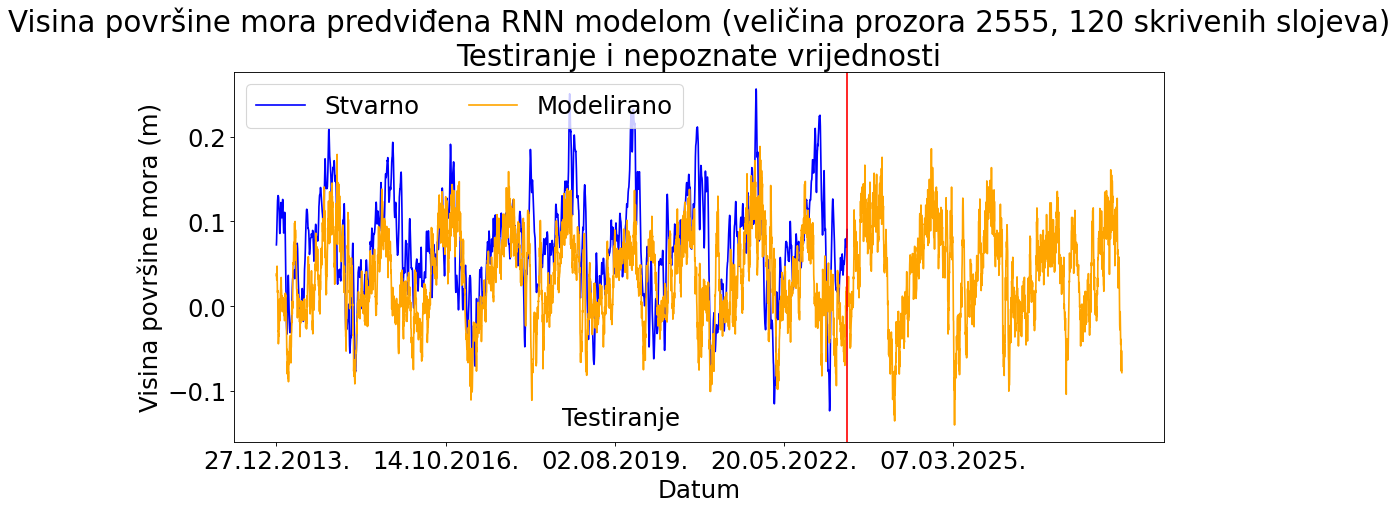 Visina površine mora predviđena RNN modelom (veličina prozora 2555, 120 skrivenih slojeva)
Testiranje i nepoznate vrijednosti
Stvarno Modelirano
Visina površine mora (m)
0.2
0.1
0.0
−0.1
Testiranje
27.12.2013. 14.10.2016. 02.08.2019. 20.05.2022. 07.03.2025.
Datum